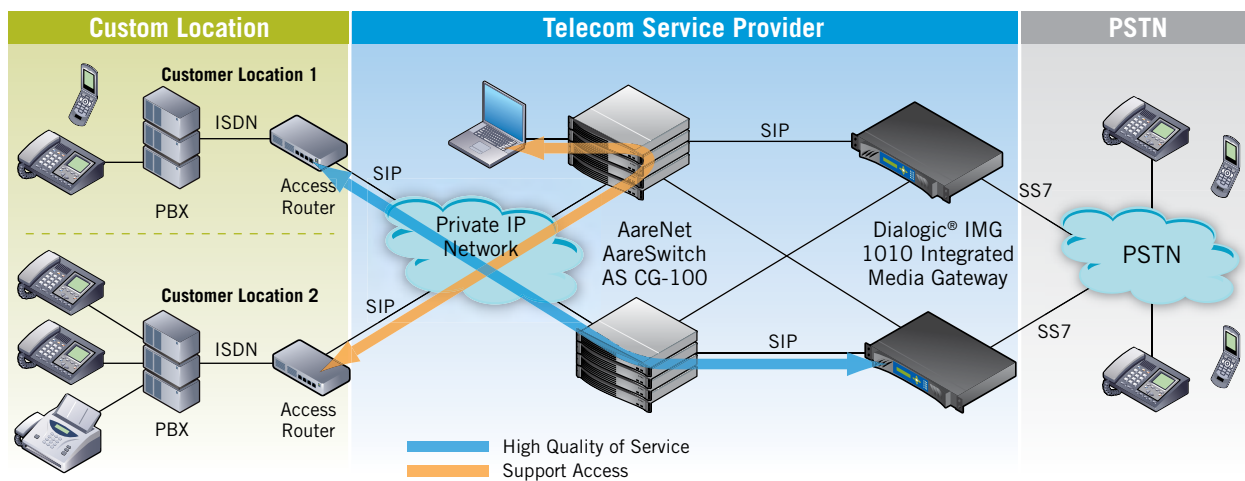 Custom Location
Telecom Service Provider
PSTN
Customer Location 1
ISDN
PBX
Access
Router
SIP
Private IP
Network
Customer Location 2
ISDN
PBX
Access
Router
SIP
SIP
AareNet
AareSwitch
AS CG-100
Dialogic® IMG
1010 Integrated
Media Gateway
SIP
SS7
PSTN
SS7
High Quality of Service
Support Access